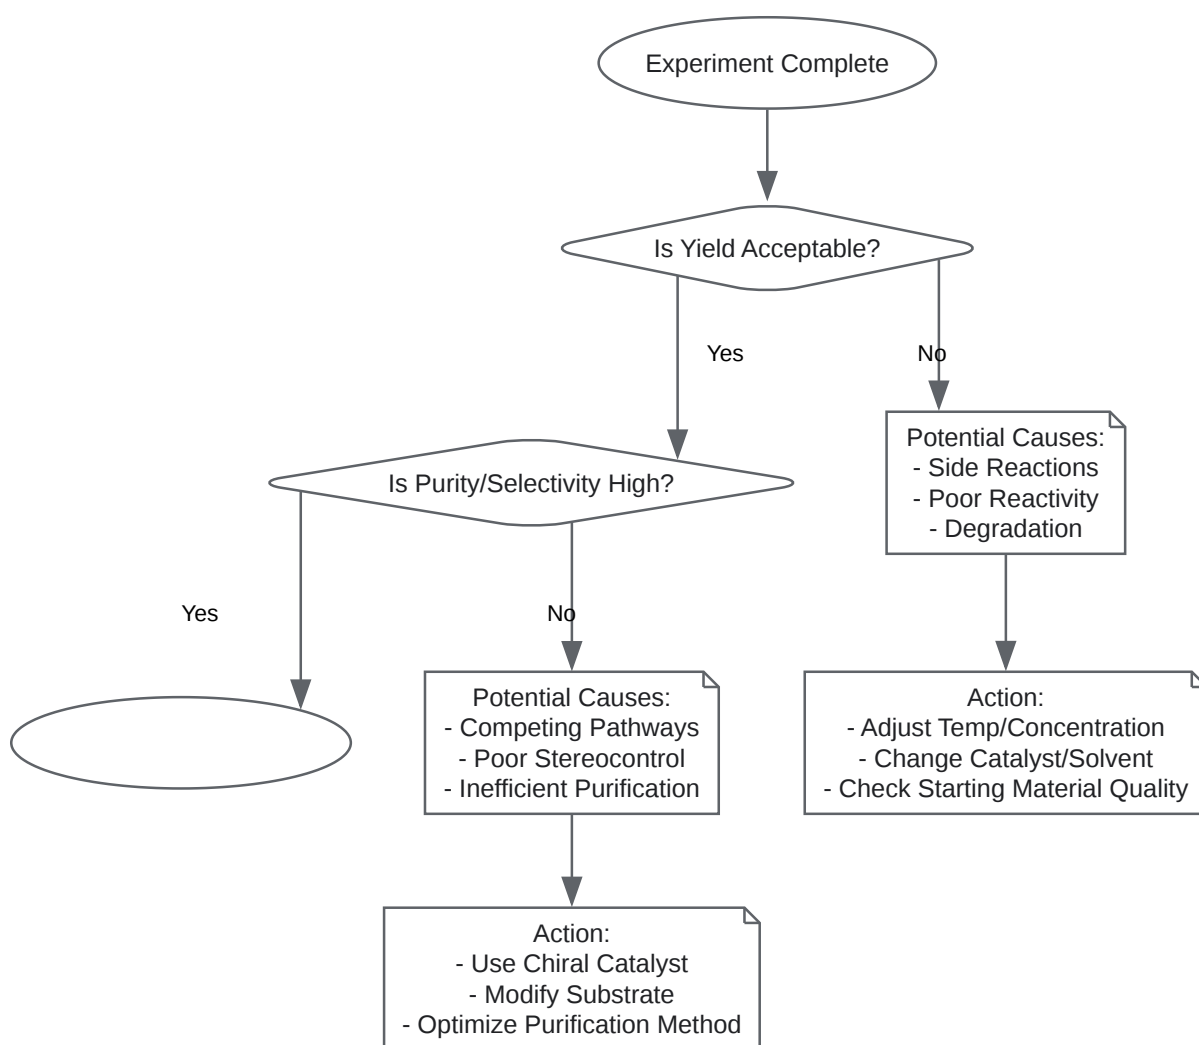 Experiment Complete
Is Yield Acceptable?
Yes
No
Potential Causes:
- Side Reactions
- Poor Reactivity
- Degradation
Is Purity/Selectivity High?
Yes
No
Potential Causes:
- Competing Pathways
- Poor Stereocontrol
- Inefficient Purification
Action:
- Adjust Temp/Concentration
- Change Catalyst/Solvent
- Check Starting Material Quality
Action:
- Use Chiral Catalyst
- Modify Substrate
- Optimize Purification Method